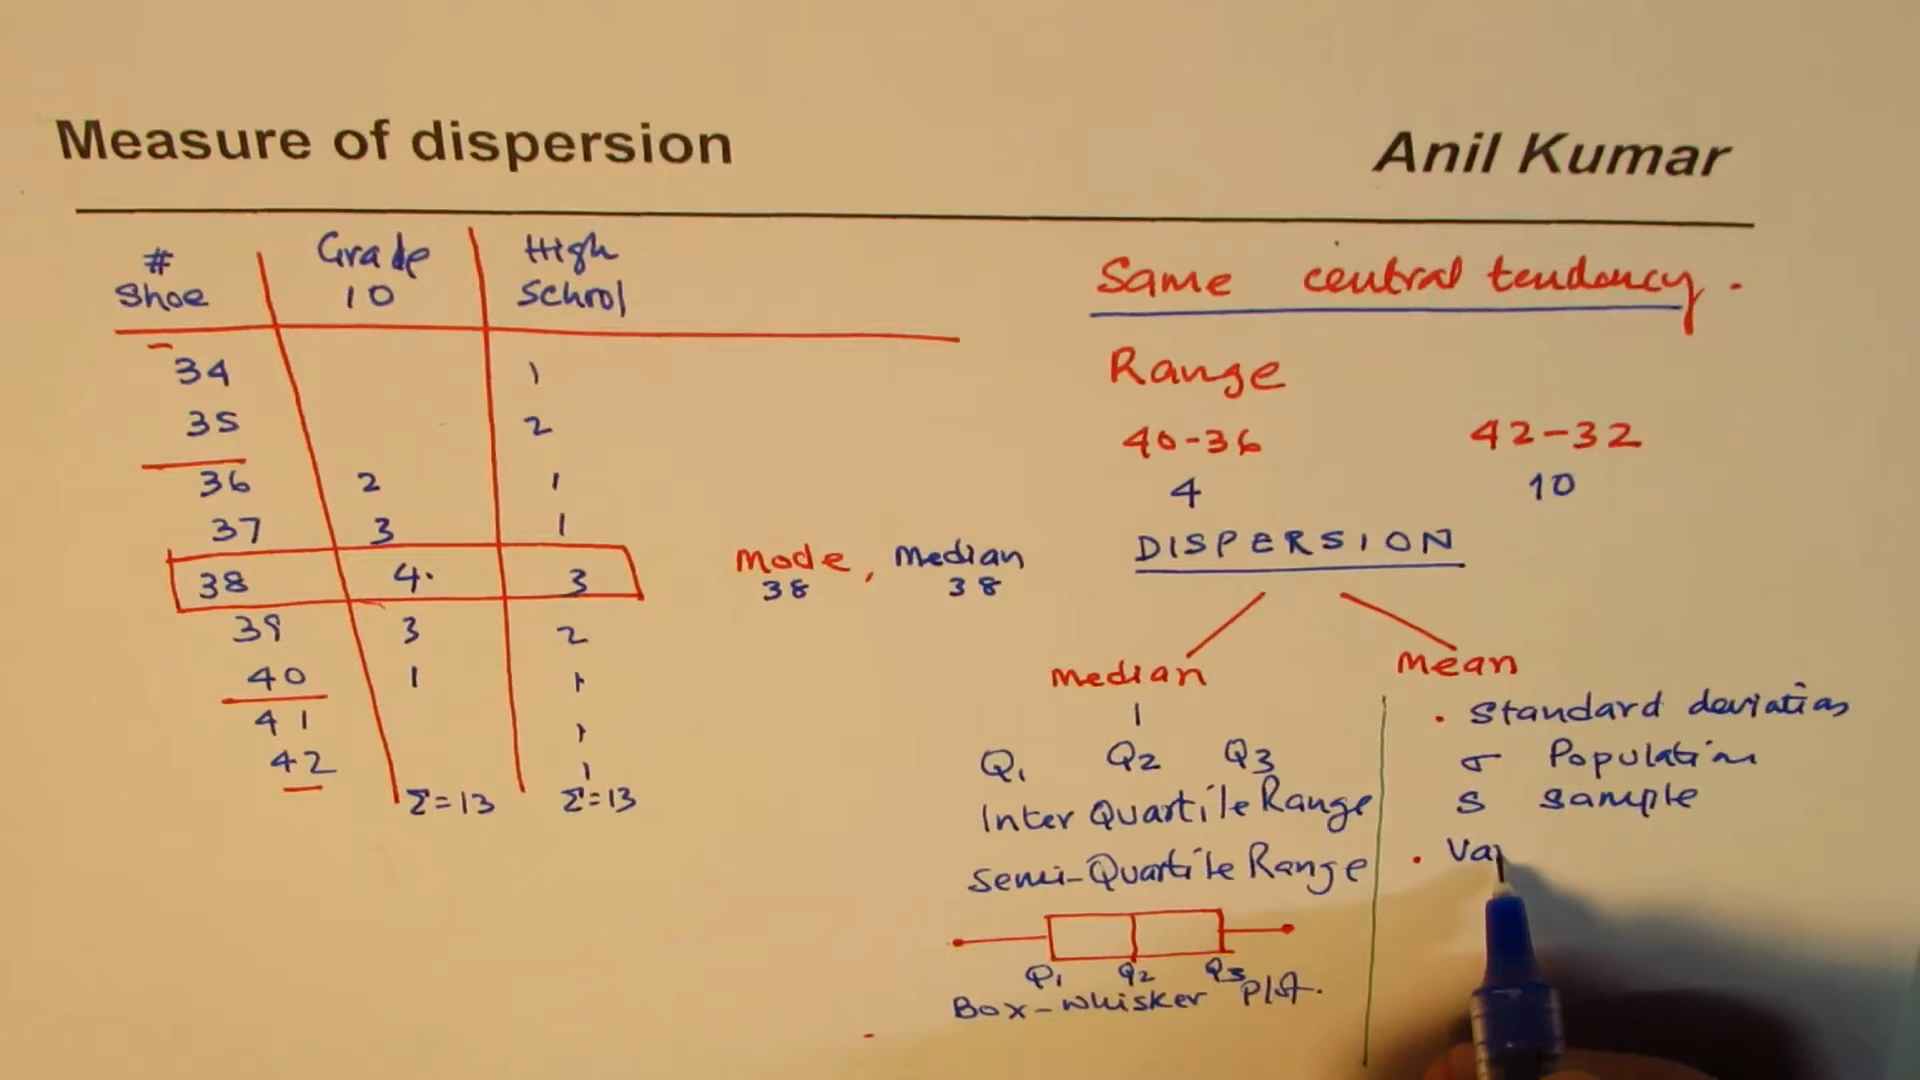 Measure of dispersion
Anil Kumar
#
Shoe
Grade
10
High
School
34 1
35 2
36 2 1
37 3 1
38 4. 3
39 3 2
40 1 1
41 1
42 1
Σ=13 Σ=13
Mode, Median
38 38
Same central tendancy.
Range
40-36 42-32
4 10
DISPERSION
Median
Q1 Q2 Q3
Inter Quartile Range
Semi-Quartile Range
Q1 Q2 Q3
Box-whisker Plot.
Mean
. Standard deviation
σ Population
S Sample
. Var